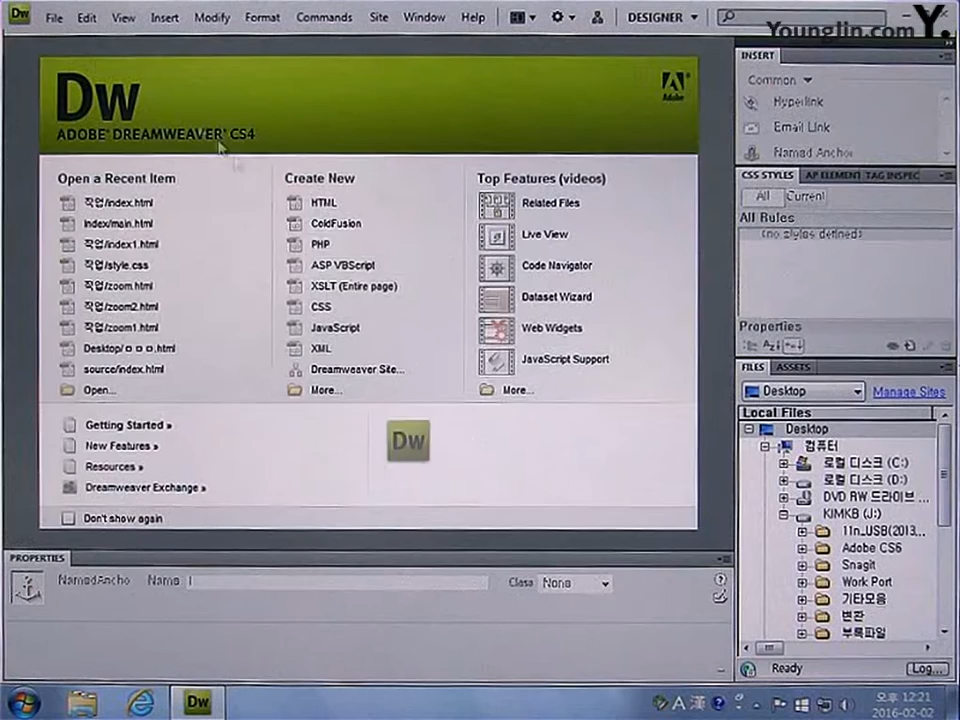 Dw File Edit View Insert Modify Format Commands Site Window Help DESIGNER
Younglin.com Y.
Dw
ADOBE® DREAMWEAVER® CS4
Adobe
Open a Recent Item
작업/index.html
index/main.html
작업/index1.html
작업/style.css
작업/zoom.html
작업/zoom2.html
작업/zoom1.html
Desktop/ㅁㅁㅁ.html
source/index.html
Open...
Create New
HTML
ColdFusion
PHP
ASP VBScript
XSLT (Entire page)
CSS
JavaScript
XML
Dreamweaver Site...
More...
Top Features (videos)
Related Files
Live View
Code Navigator
Dataset Wizard
Web Widgets
JavaScript Support
More...
Getting Started »
New Features »
Resources »
Dreamweaver Exchange »
Dw
Don't show again
INSERT
Common
Hyperlink
Email Link
Named Anchor
CSS STYLES AP ELEMENT TAG INSPEC
All Current
All Rules
(no styles defined)
Properties
FILES ASSETS
Desktop Manage Sites
Local Files
Desktop
컴퓨터
로컬 디스크 (C:)
로컬 디스크 (D:)
DVD RW 드라이브 ...
KIMKB (J:)
11n_USB(2013...
Adobe CS6
Snagit
Work Port
기타모음
변환
부록파일
Ready Log...
PROPERTIES
NamedAncho Name Class None
Dw
A 漢
오후 12:21
2016-02-02